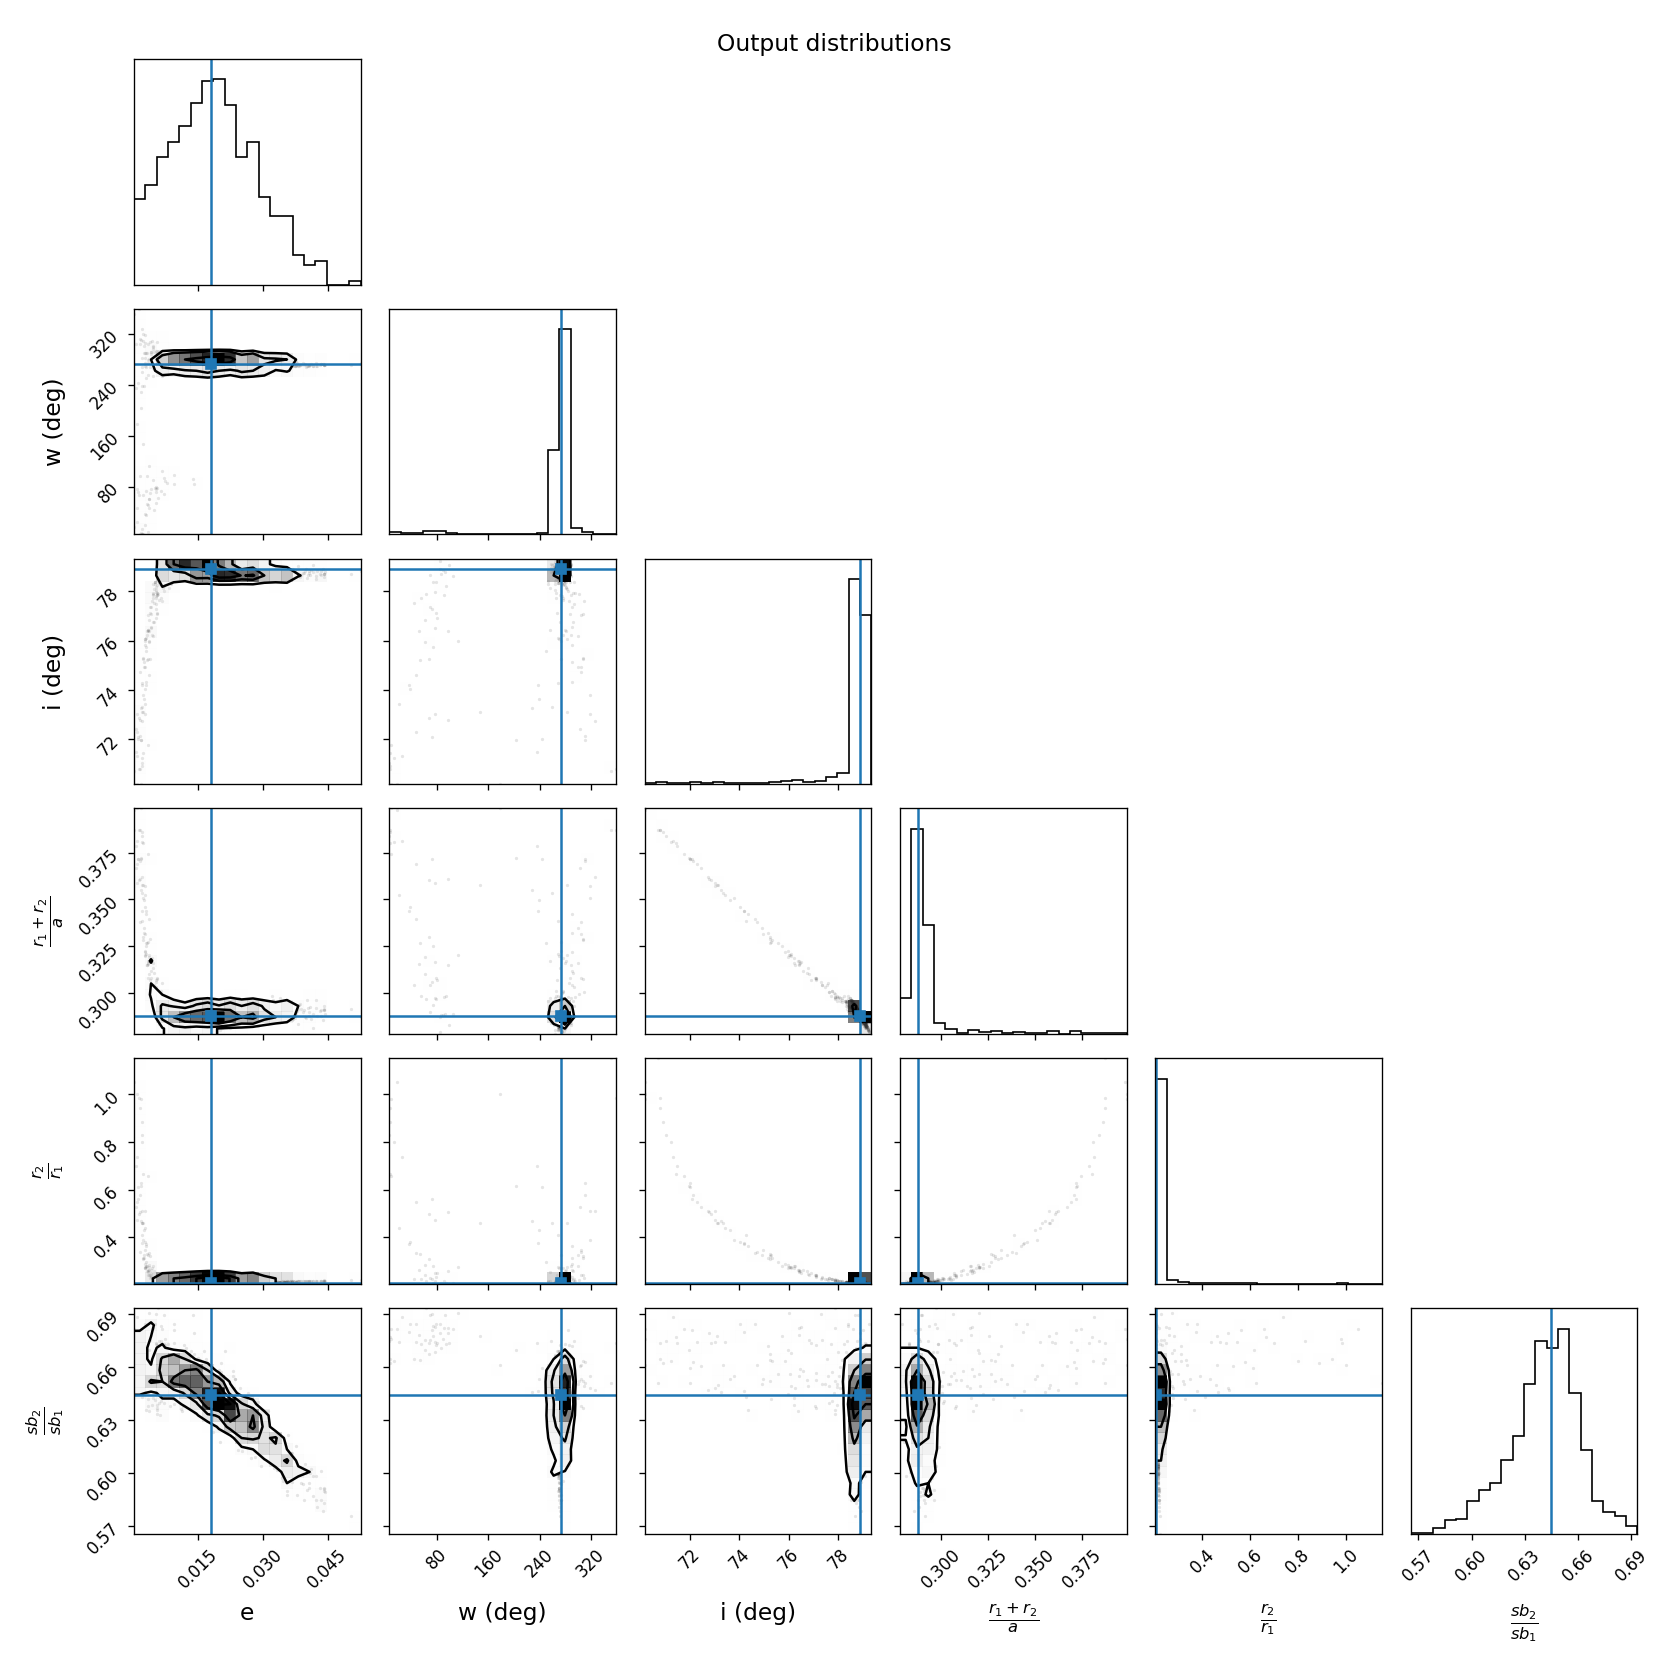 Output distributions
320
240
160
80
w (deg)
78
76
74
72
i (deg)
0.375
0.350
0.325
0.300
r1 + r2
a
1.0
0.8
0.6
0.4
r2
r1
0.69
0.66
0.63
0.60
0.57
sb2
sb1
0.015 0.030 0.045 80 160 240 320 72 74 76 78 0.300 0.325 0.350 0.375 0.4 0.6 0.8 1.0 0.57 0.60 0.63 0.66 0.69
e w (deg) i (deg) r1 + r2 r2 sb2
a r1 sb1